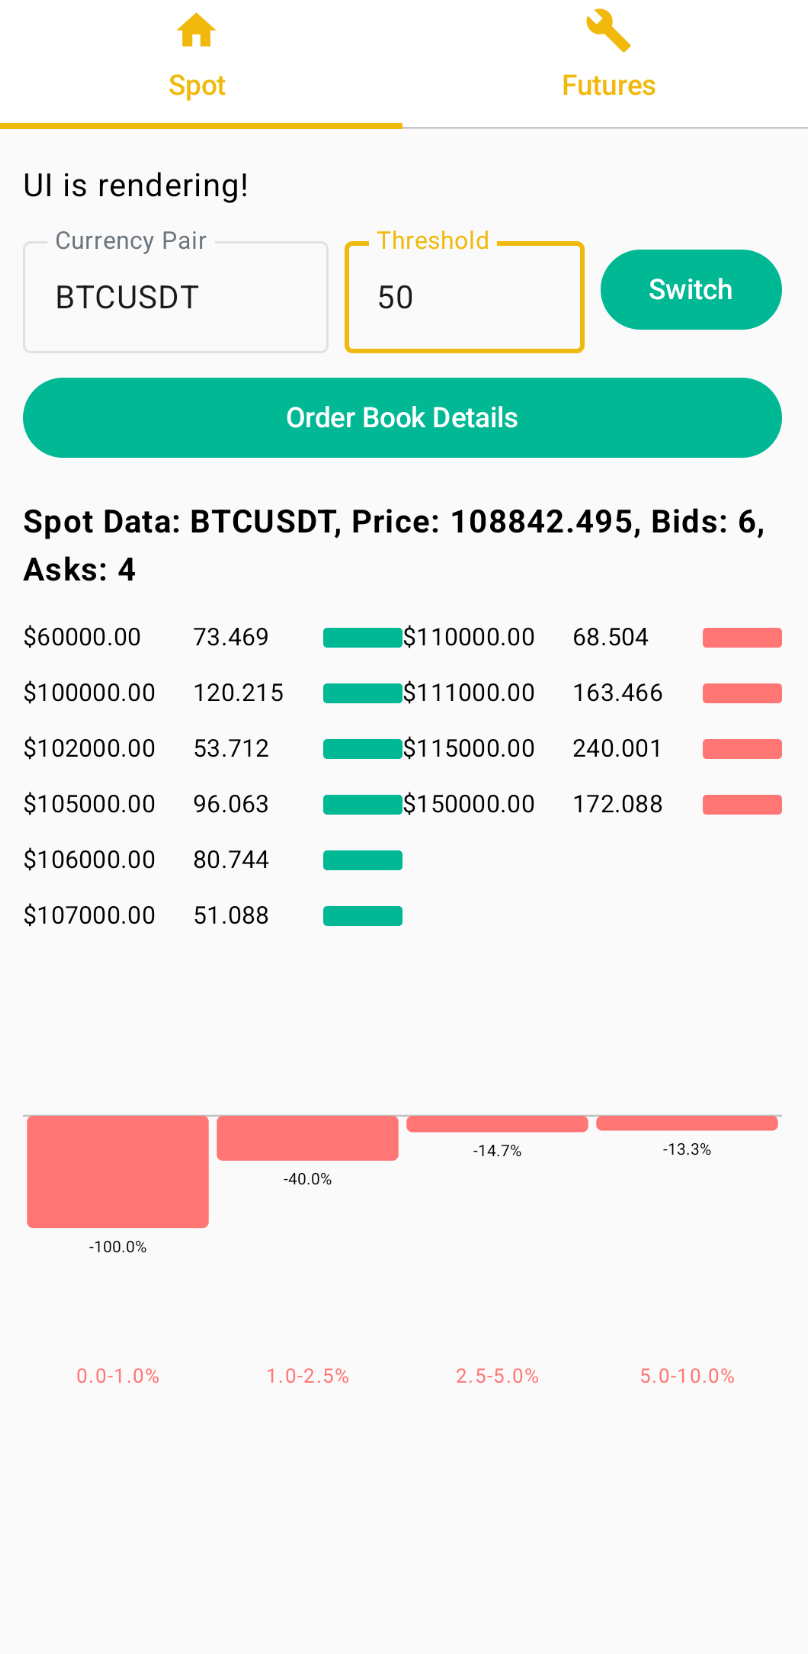 Spot
Futures
UI is rendering!
Currency Pair
Threshold
BTCUSDT
50
Switch
Order Book Details
Spot Data: BTCUSDT, Price: 108842.495, Bids: 6,
Asks: 4
$60000.00 73.469 $110000.00 68.504
$100000.00 120.215 $111000.00 163.466
$102000.00 53.712 $115000.00 240.001
$105000.00 96.063 $150000.00 172.088
$106000.00 80.744
$107000.00 51.088
-100.0%
-40.0%
-14.7%
-13.3%
0.0-1.0% 1.0-2.5% 2.5-5.0% 5.0-10.0%